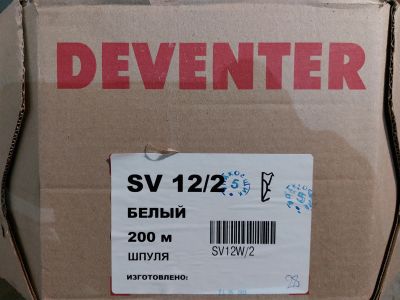 DEVENTER
SV 12/2
БЕЛЫЙ
200 м
ШПУЛЯ
SV12W/2
ИЗГОТОВЛЕНО: